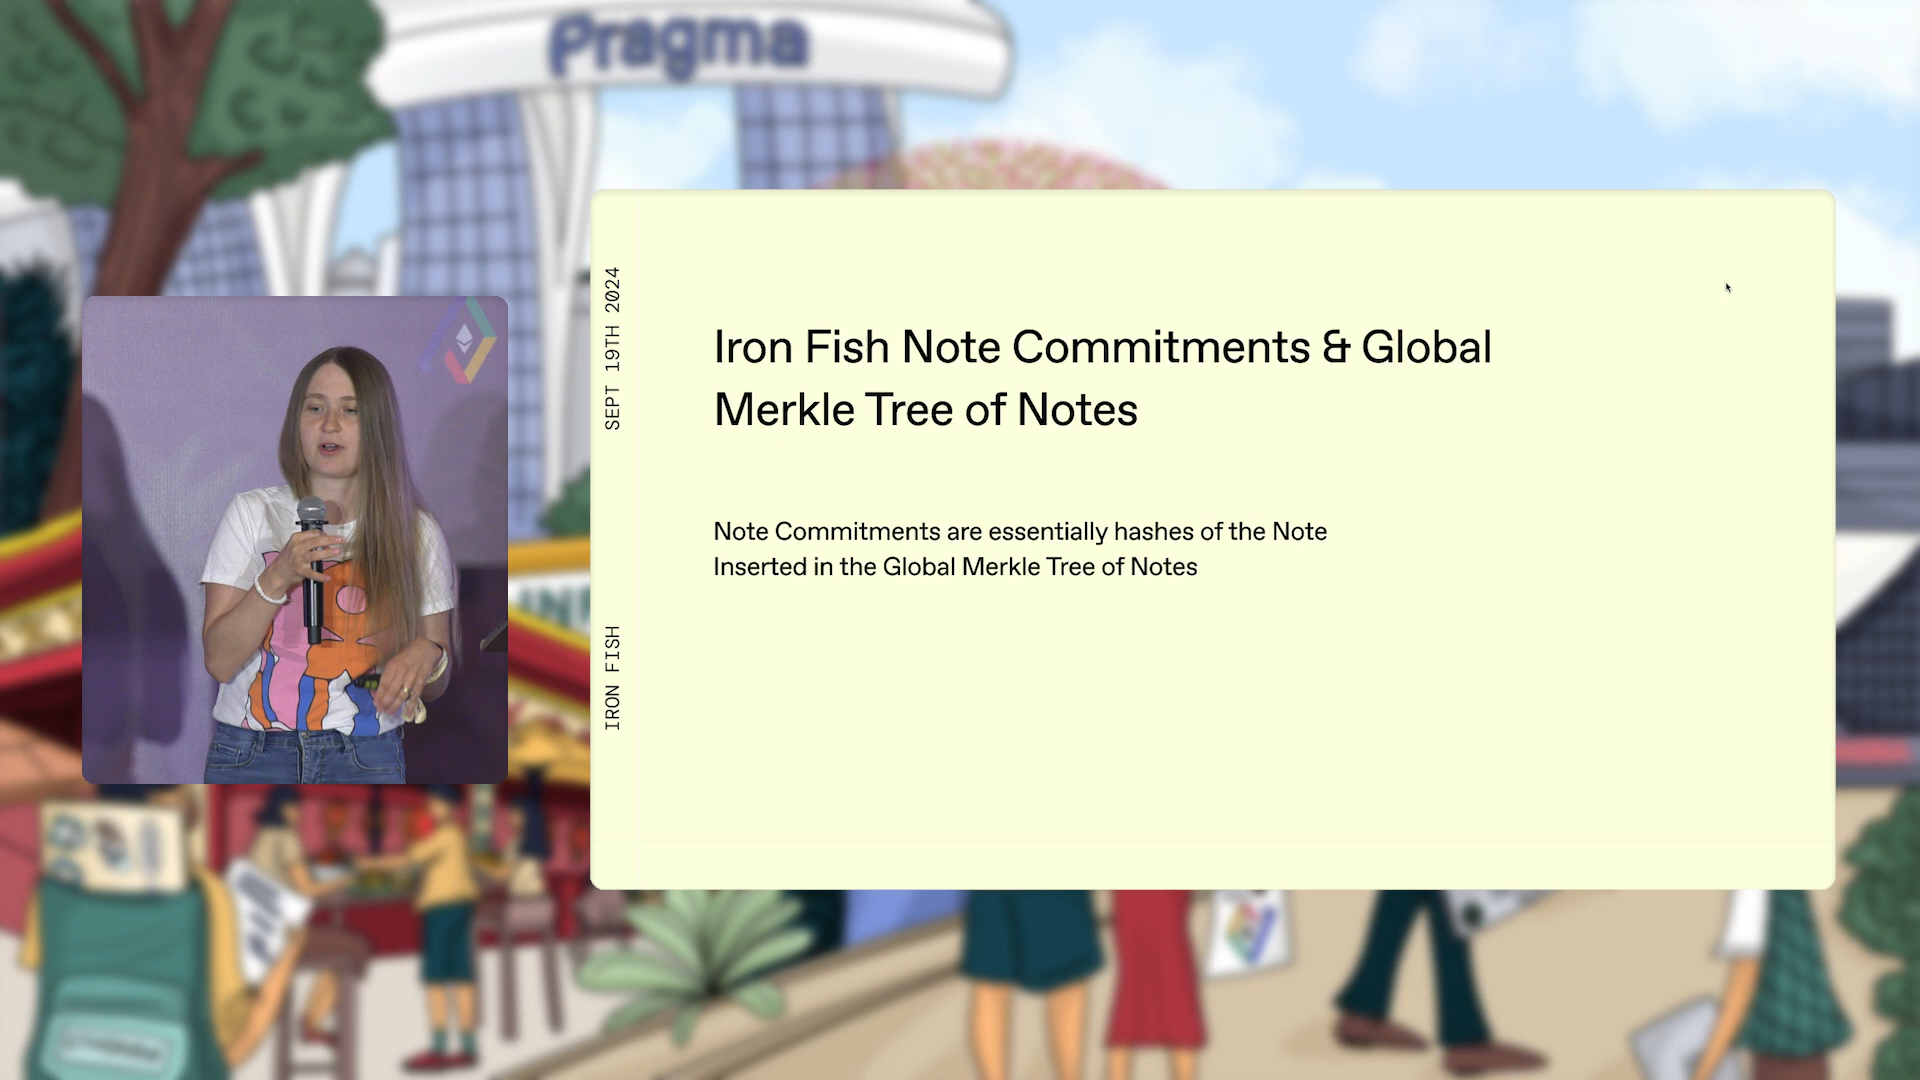 Pragma
SEPT 19TH 2024
IRON FISH
Iron Fish Note Commitments & Global
Merkle Tree of Notes
Note Commitments are essentially hashes of the Note
Inserted in the Global Merkle Tree of Notes